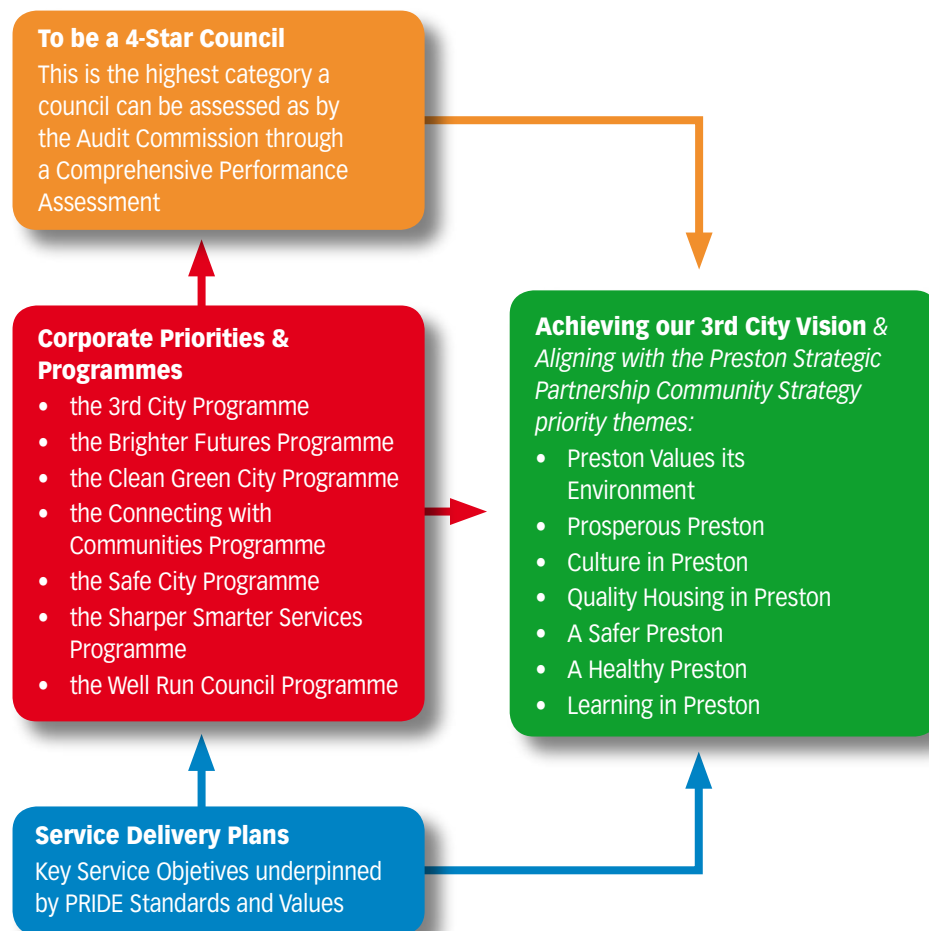 To be a 4-Star Council
This is the highest category a
council can be assessed as by
the Audit Commission through
a Comprehensive Performance
Assessment
Corporate Priorities &
Programmes
• the 3rd City Programme
• the Brighter Futures Programme
• the Clean Green City Programme
• the Connecting with
Communities Programme
• the Safe City Programme
• the Sharper Smarter Services
Programme
• the Well Run Council Programme
Achieving our 3rd City Vision &
Aligning with the Preston Strategic
Partnership Community Strategy
priority themes:
• Preston Values its
Environment
• Prosperous Preston
• Culture in Preston
• Quality Housing in Preston
• A Safer Preston
• A Healthy Preston
• Learning in Preston
Service Delivery Plans
Key Service Objetives underpinned
by PRIDE Standards and Values